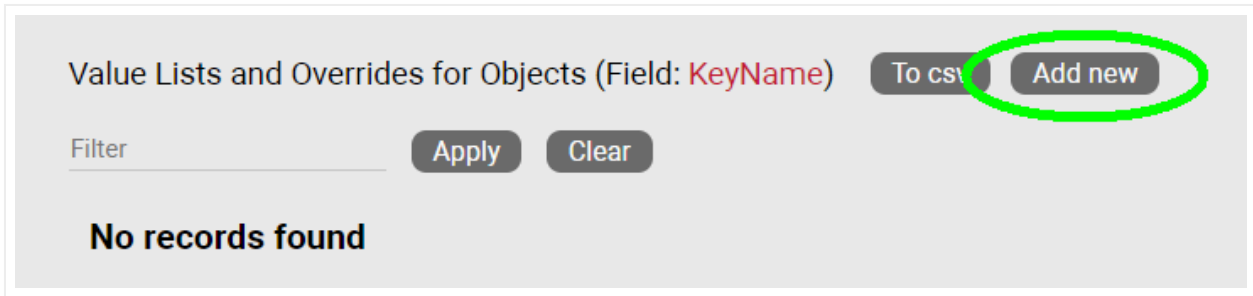 Value Lists and Overrides for Objects (Field: KeyName) To csv Add new
Filter Apply Clear
No records found